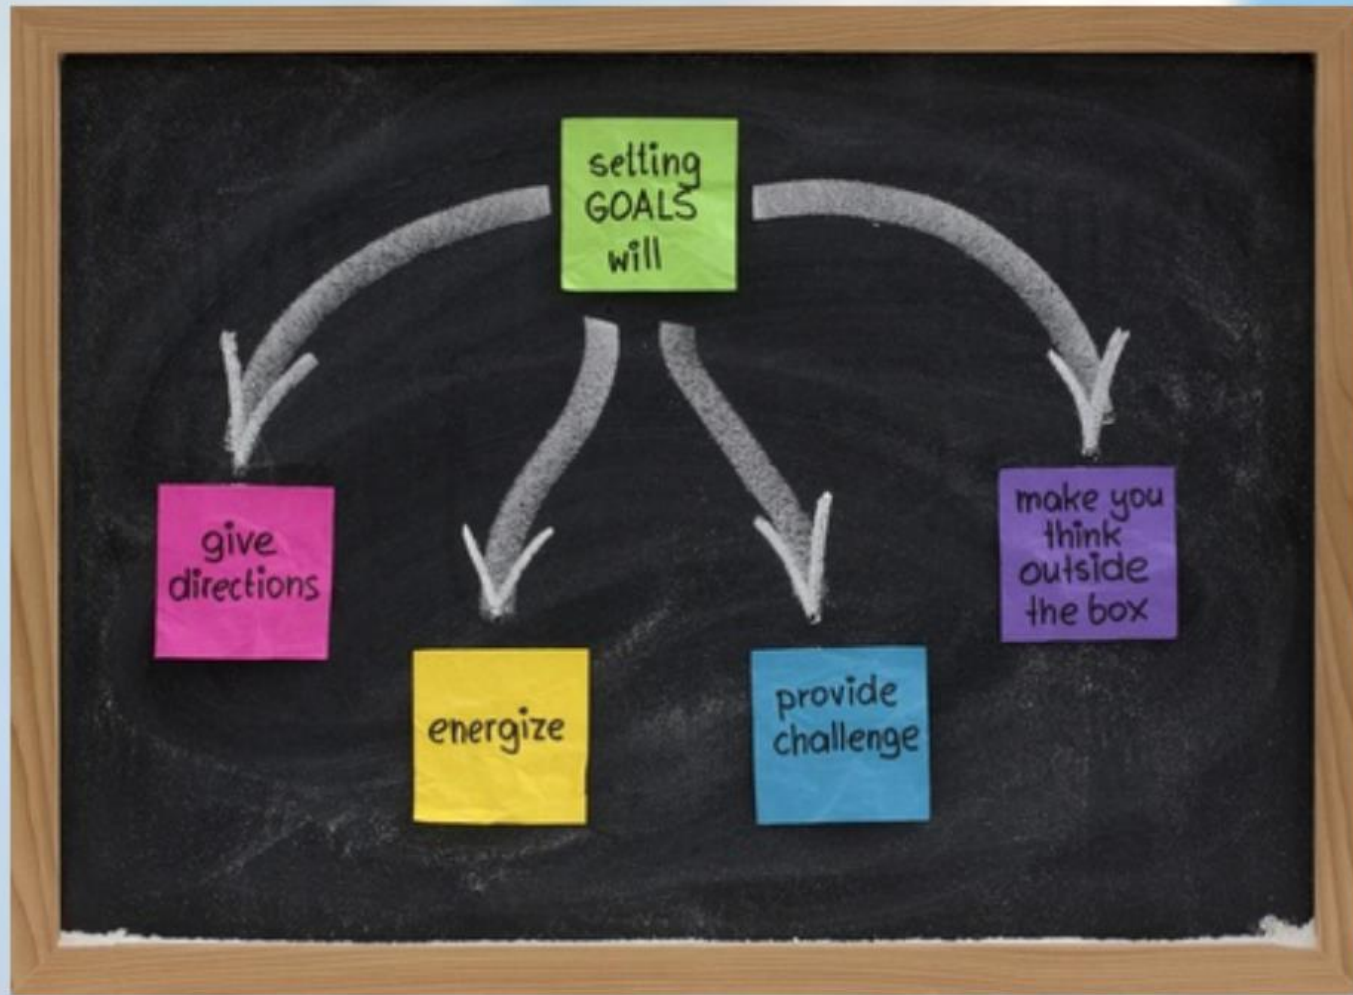 setting
GOALS
will
give
directions
energize
provide
challenge
make you
think
outside
the box